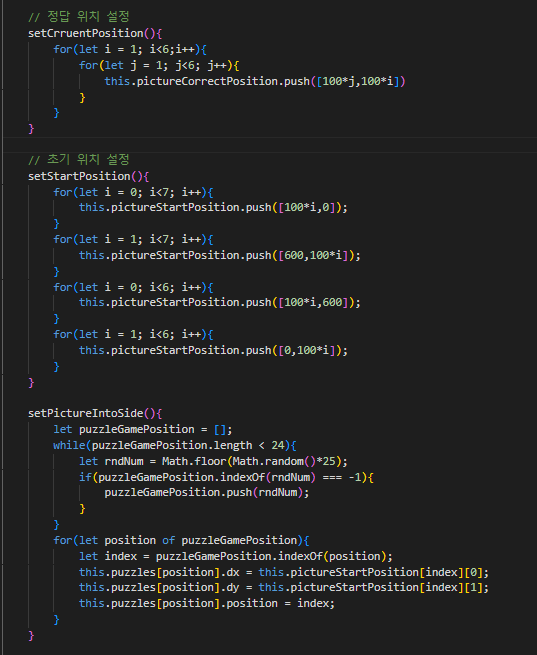 // 정답 위치 설정
setCrruentPosition(){
for(let i = 1; i<6;i++){
for(let j = 1; j<6; j++){
this.pictureCorrectPosition.push([100*j,100*i])
}
}
}
// 초기 위치 설정
setStartPosition(){
for(let i = 0; i<7; i++){
this.pictureStartPosition.push([100*i,0]);
}
for(let i = 1; i<7; i++){
this.pictureStartPosition.push([600,100*i]);
}
for(let i = 0; i<6; i++){
this.pictureStartPosition.push([100*i,600]);
}
for(let i = 1; i<6; i++){
this.pictureStartPosition.push([0,100*i]);
}
}
setPictureIntoSide(){
let puzzleGamePosition = [];
while(puzzleGamePosition.length < 24){
let rndNum = Math.floor(Math.random()*25);
if(puzzleGamePosition.indexOf(rndNum) === -1){
puzzleGamePosition.push(rndNum);
}
}
for(let position of puzzleGamePosition){
let index = puzzleGamePosition.indexOf(position);
this.puzzles[position].dx = this.pictureStartPosition[index][0];
this.puzzles[position].dy = this.pictureStartPosition[index][1];
this.puzzles[position].position = index;
}
}